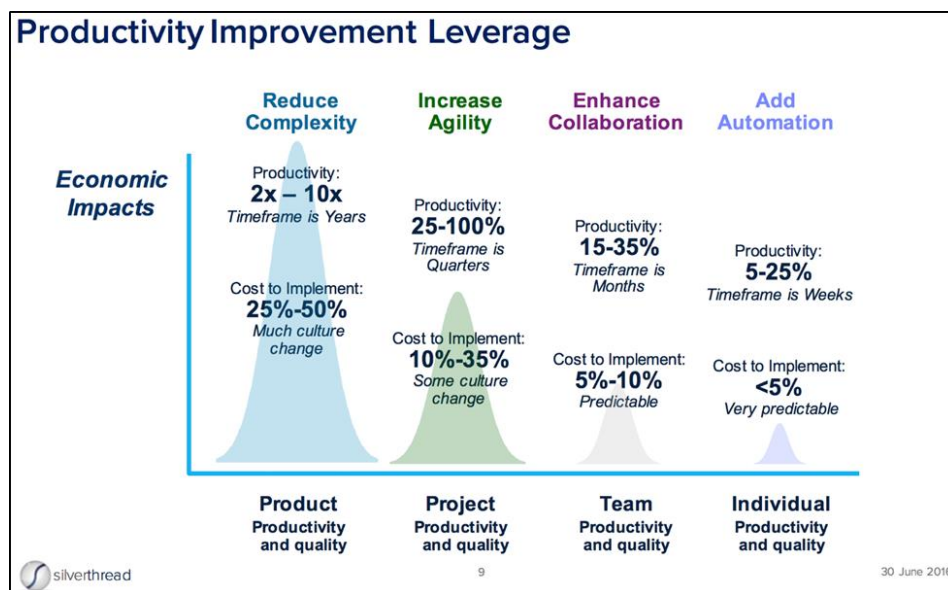 Productivity Improvement Leverage
Reduce
Complexity
Increase
Agility
Enhance
Collaboration
Add
Automation
Economic
Impacts
Productivity:
2x – 10x
Timeframe is Years
Productivity:
25-100%
Timeframe is
Quarters
Productivity:
15-35%
Timeframe is
Months
Productivity:
5-25%
Timeframe is Weeks
Cost to Implement:
25%-50%
Much culture
change
Cost to Implement:
10%-35%
Some culture
change
Cost to Implement:
5%-10%
Predictable
Cost to Implement:
<5%
Very predictable
Product
Productivity
and quality
Project
Productivity
and quality
Team
Productivity
and quality
Individual
Productivity
and quality
silverthread
9
30 June 2016